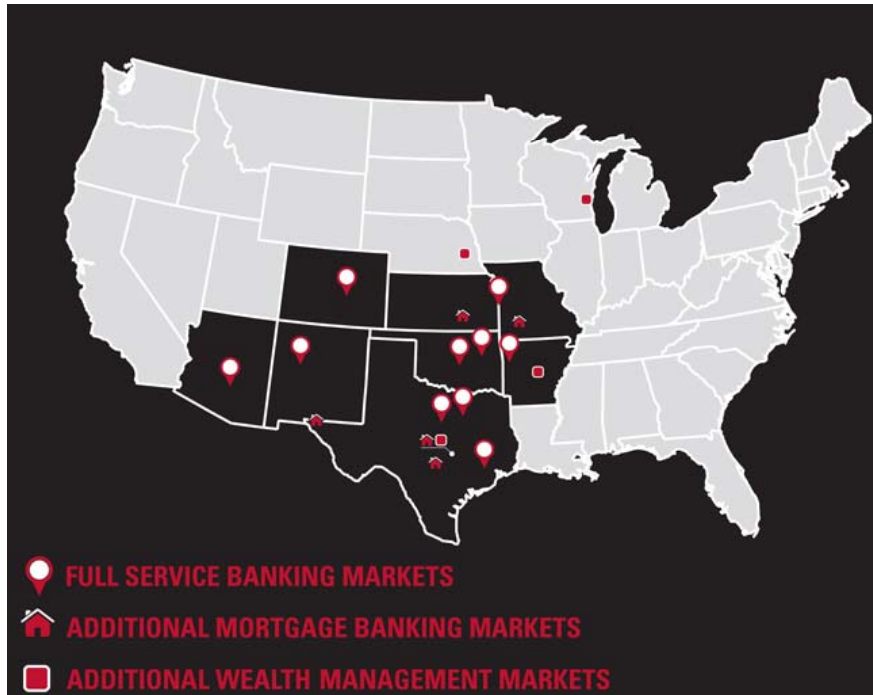 FULL SERVICE BANKING MARKETS
ADDITIONAL MORTGAGE BANKING MARKETS
ADDITIONAL WEALTH MANAGEMENT MARKETS